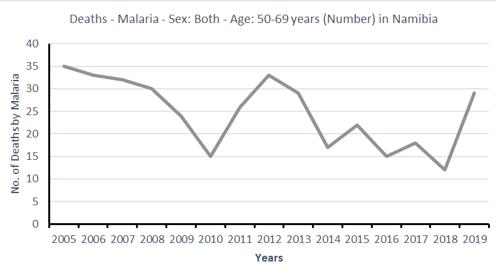 Deaths - Malaria - Sex: Both - Age: 50-69 years (Number) in Namibia
No. of Deaths by Malaria
40
35
30
25
20
15
10
5
0
2005 2006 2007 2008 2009 2010 2011 2012 2013 2014 2015 2016 2017 2018 2019
Years